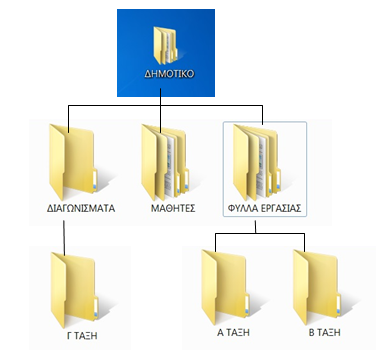 ΔΗΜΟΤΙΚΟ
ΔΙΑΓΩΝΙΣΜΑΤΑ
ΜΑΘΗΤΕΣ
ΦΥΛΛΑ ΕΡΓΑΣΙΑΣ
Γ ΤΑΞΗ
Α ΤΑΞΗ
Β ΤΑΞΗ